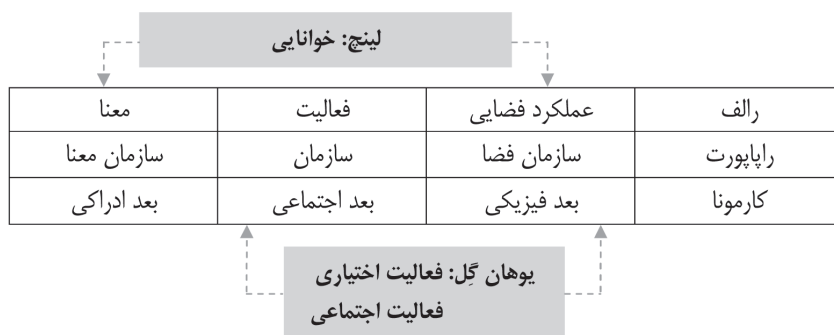 لینچ: خوانایی
رالف عملکرد فضایی فعالیت معنا
راپاپورت سازمان فضا سازمان سازمان معنا
کارمونا بعد فیزیکی بعد اجتماعی بعد ادراکی
یوهان گِل: فعالیت اختیاری
فعالیت اجتماعی